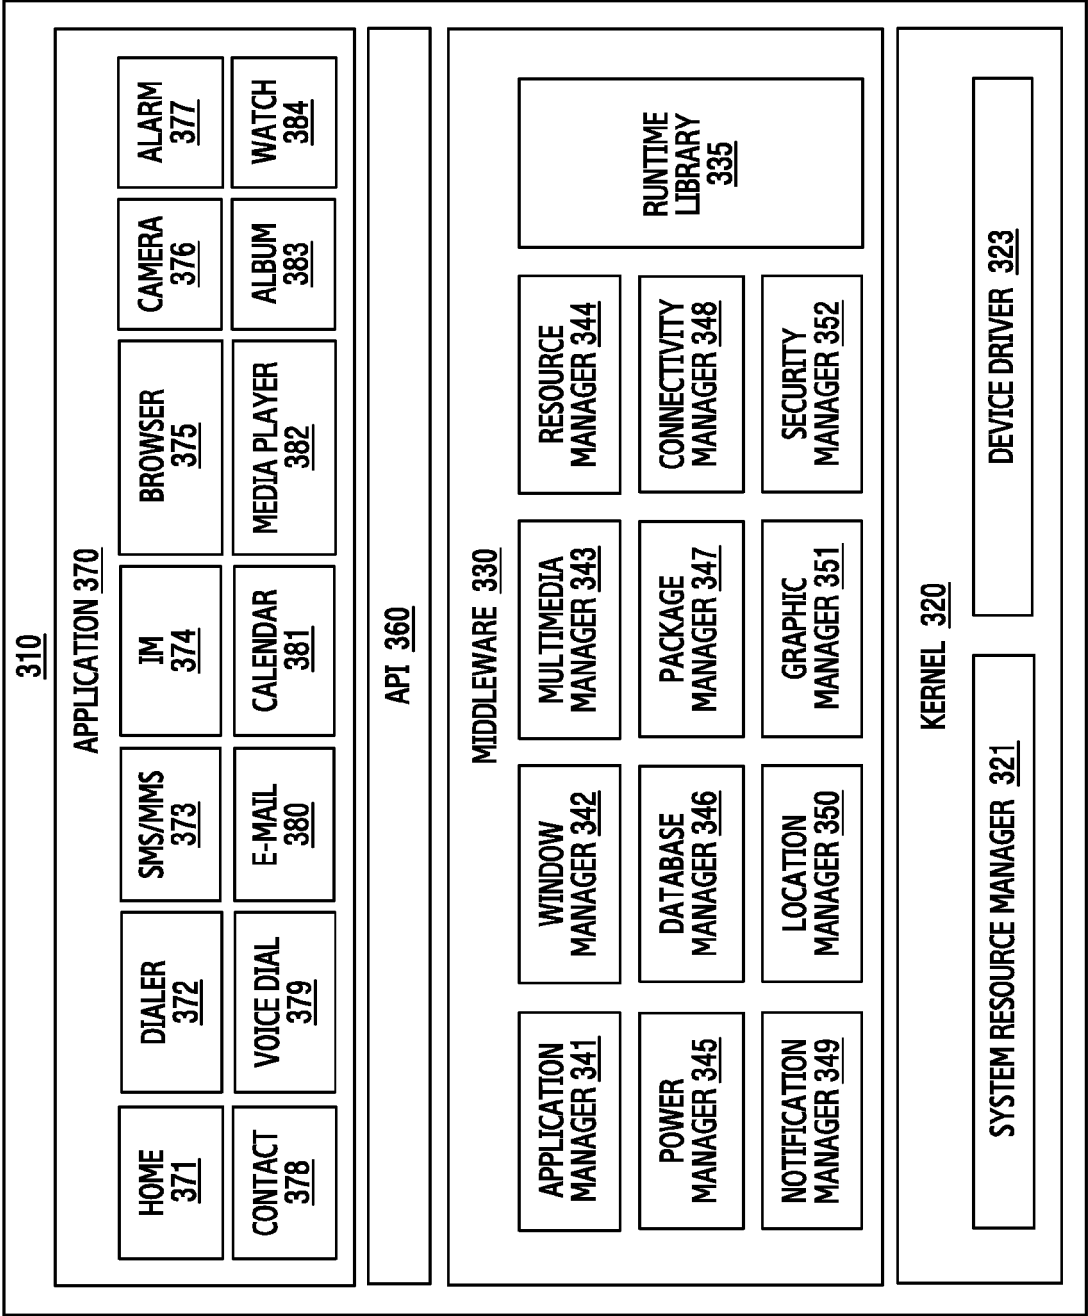 310
APPLICATION 370
HOME
371
DIALER
372
SMS/MMS
373
IM
374
BROWSER
375
CAMERA
376
ALARM
377
CONTACT
378
VOICE DIAL
379
E-MAIL
380
CALENDAR
381
MEDIA PLAYER
382
ALBUM
383
WATCH
384
API 360
MIDDLEWARE 330
APPLICATION
MANAGER 341
WINDOW
MANAGER 342
MULTIMEDIA
MANAGER 343
RESOURCE
MANAGER 344
POWER
MANAGER 345
DATABASE
MANAGER 346
PACKAGE
MANAGER 347
CONNECTIVITY
MANAGER 348
NOTIFICATION
MANAGER 349
LOCATION
MANAGER 350
GRAPHIC
MANAGER 351
SECURITY
MANAGER 352
RUNTIME
LIBRARY
335
KERNEL 320
SYSTEM RESOURCE MANAGER 321
DEVICE DRIVER 323